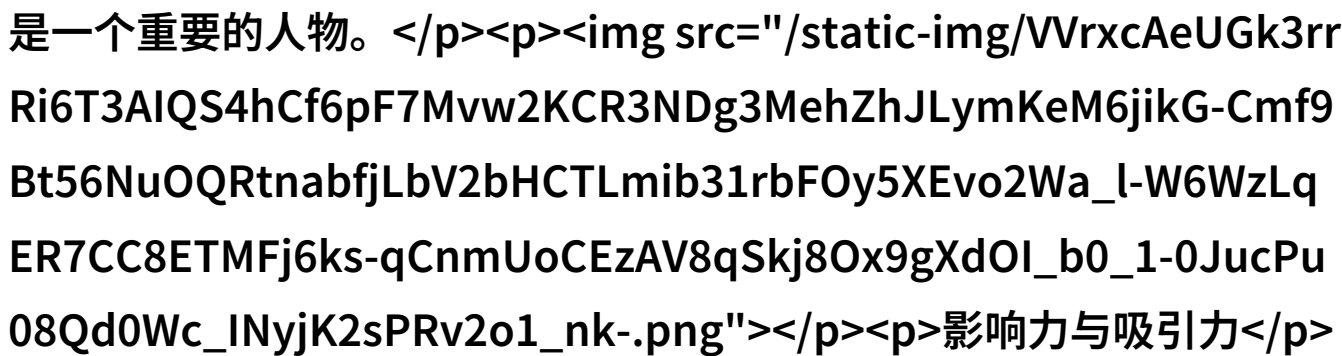 是一个重要的人物。</p><p><img src="/static-img/VVrxcAeUGk3rr
Ri6T3AIQS4hCf6pF7Mvw2KCR3NDg3MehZhJLymKeM6jikG-Cmf9
Bt56NuOQRtnabfjLbV2bHCTLmib31rbFOy5XEvo2Wa_l-W6WzLq
ER7CC8ETMFj6ks-qCnmUoCEzAV8qSkj8Ox9gXdOI_b0_1-0JucPu
08Qd0Wc_INyjK2sPRv2o1_nk-.png"></p><p>影响力与吸引力</p>